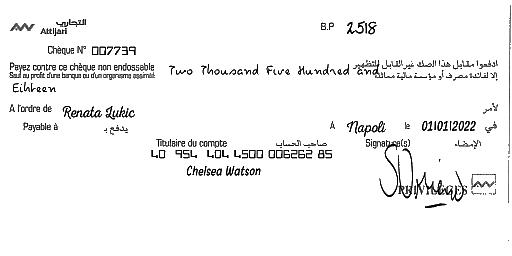 التجاري
Attijari
B.P 2518
Chèque N° 007739
Payez contre ce chèque non endossable
ادفعوا مقابل هذا الصك غير القابل للتظهير
Two Thousand Five Hundred and
Sauf au profit d'une banque ou d'un organisme assimilé
إلا لفائدة مصرف أو مؤسسة مالية مماثلة
Eihteen
A l'ordre de Renata Lukic
لأمر
Payable à
يدفع بـ
A Napoli le 01/01/2022 في
Titulaire du compte صاحب الحساب
Signature(s) الإمضاء
40 954 404 4500 006262 85
Chelsea Watson
PRIVILEGES